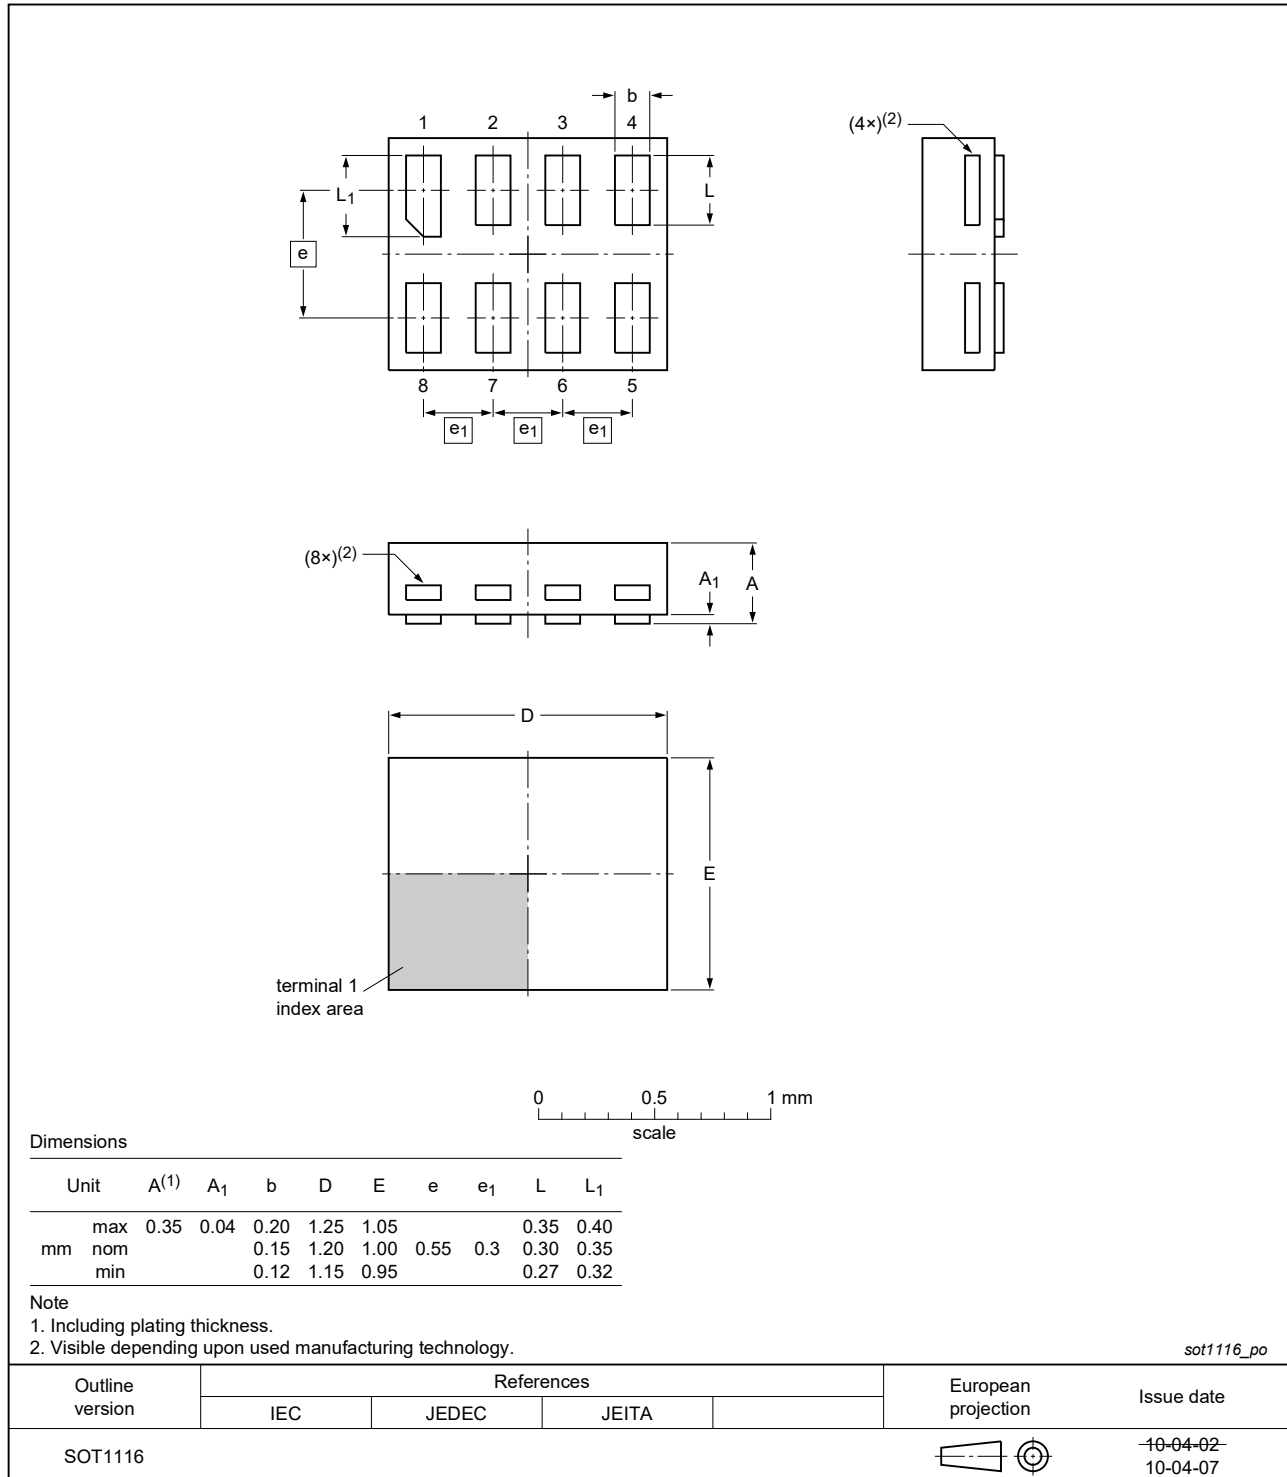 b
1 2 3 4
(4×)(2)
L1
L
e
8 7 6 5
e1 e1 e1
(8×)(2)
A1
A
D
E
terminal 1
index area
0 0.5 1 mm
scale
Dimensions
Unit A(1) A1 b D E e e1 L L1
max 0.35 0.04 0.20 1.25 1.05 0.35 0.40
mm nom 0.15 1.20 1.00 0.55 0.3 0.30 0.35
min 0.12 1.15 0.95 0.27 0.32
Note
1. Including plating thickness.
2. Visible depending upon used manufacturing technology.
sot1116_po
Outline
version
References
IEC JEDEC JEITA
European
projection
Issue date
SOT1116
10-04-02
10-04-07